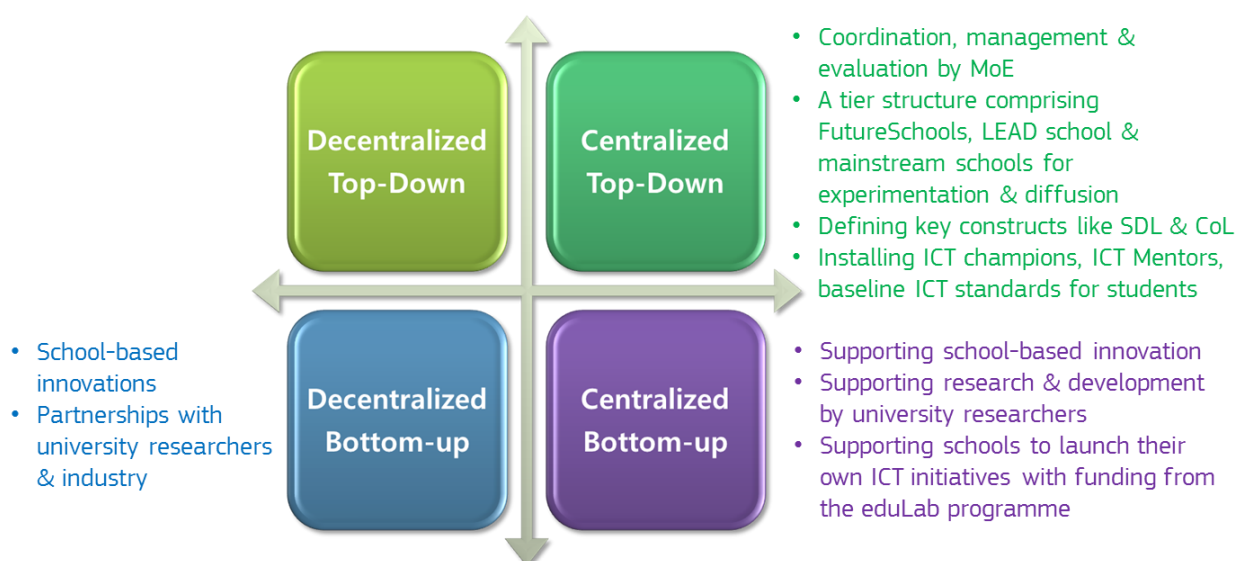 Decentralized
Top-Down
Centralized
Top-Down
• Coordination, management &
evaluation by MoE
• A tier structure comprising
FutureSchools, LEAD school &
mainstream schools for
experimentation & diffusion
• Defining key constructs like SDL & CoL
• Installing ICT champions, ICT Mentors,
baseline ICT standards for students
• School-based
innovations
• Partnerships with
university researchers
& industry
Decentralized
Bottom-up
Centralized
Bottom-up
• Supporting school-based innovation
• Supporting research & development
by university researchers
• Supporting schools to launch their
own ICT initiatives with funding from
the eduLab programme